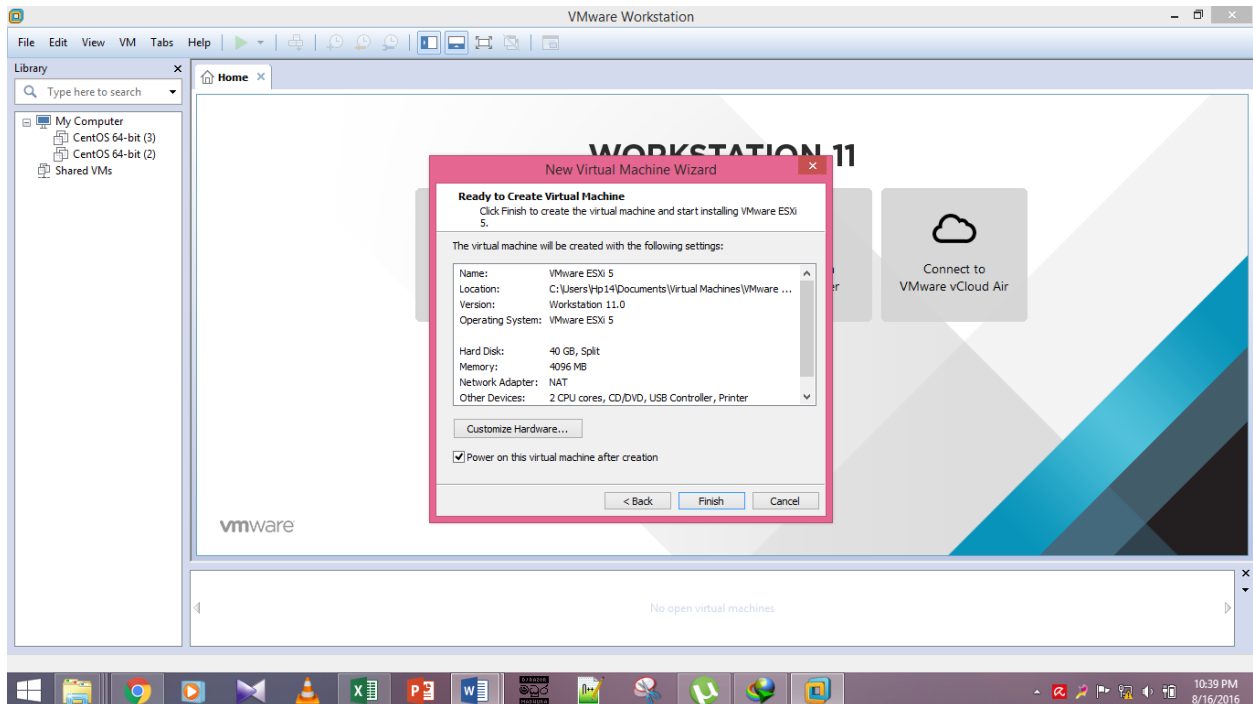 VMware Workstation
File Edit View VM Tabs Help
Library
Type here to search
My Computer
CentOS 64-bit (3)
CentOS 64-bit (2)
Shared VMs
Home
WORKSTATION 11
New Virtual Machine Wizard
Ready to Create Virtual Machine
Click Finish to create the virtual machine and start installing VMware ESXi
5.
The virtual machine will be created with the following settings:
Name: VMware ESXi 5
Location: C:\Users\Hp14\Documents\Virtual Machines\VMware ...
Version: Workstation 11.0
Operating System: VMware ESXi 5
Hard Disk: 40 GB, Split
Memory: 4096 MB
Network Adapter: NAT
Other Devices: 2 CPU cores, CD/DVD, USB Controller, Printer
Customize Hardware...
Power on this virtual machine after creation
< Back Finish Cancel
Connect to
VMware vCloud Air
vmware
No open virtual machines
10:39 PM
8/16/2016